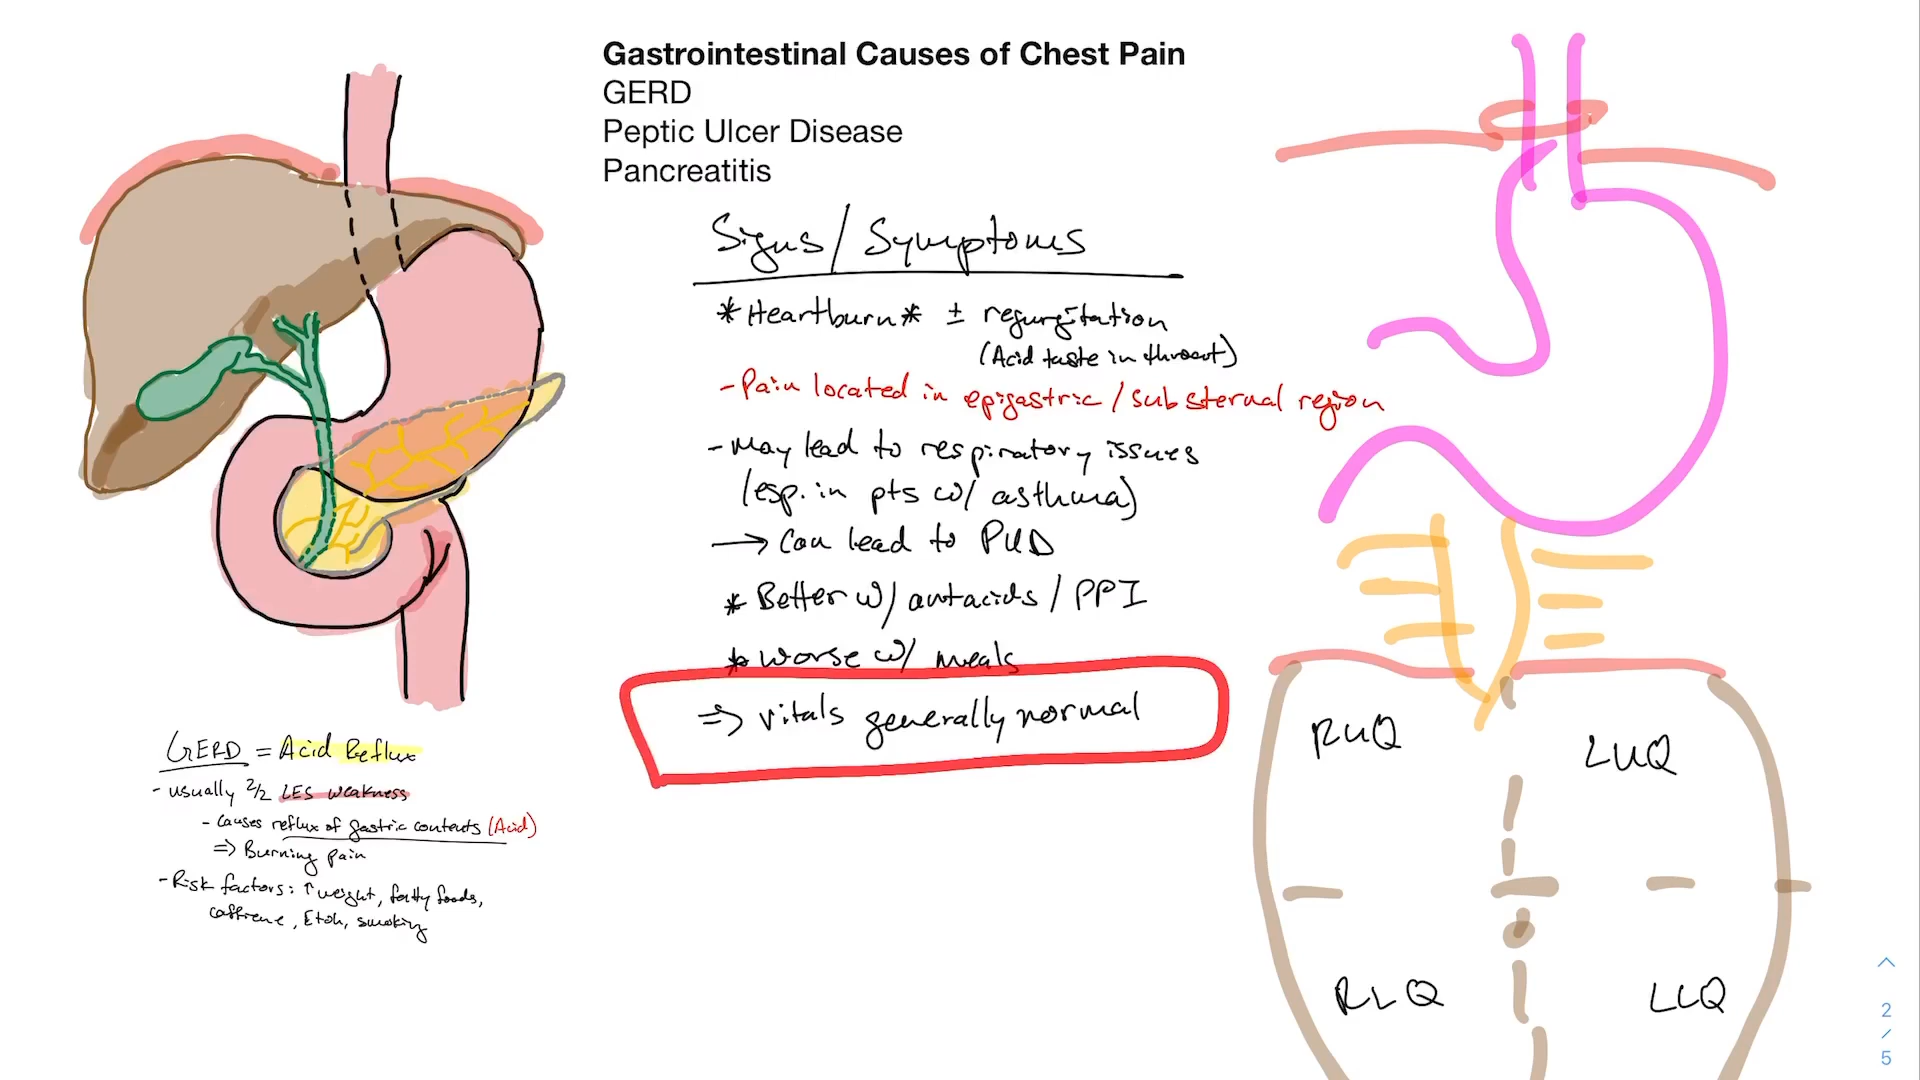 Gastrointestinal Causes of Chest Pain
GERD
Peptic Ulcer Disease
Pancreatitis
Signs/Symptoms
*Heartburn* ± regurgitation
(Acid taste in throat)
- Pain located in epigastric/substernal region
- may lead to respiratory issues
(esp. in pts w/ asthma)
→ Can lead to PUD
* Better w/ antacids/PPI
* worse w/ meals
⇒ vitals generally normal
GERD = Acid Reflux
- usually 2/2 LES weakness
- causes reflux of gastric contents (Acid)
⇒ Burning pain
- Risk factors: ↑ weight, fatty foods,
caffiene, Etoh, smoking
RUQ
LUQ
RLQ
LLQ
2
/
5